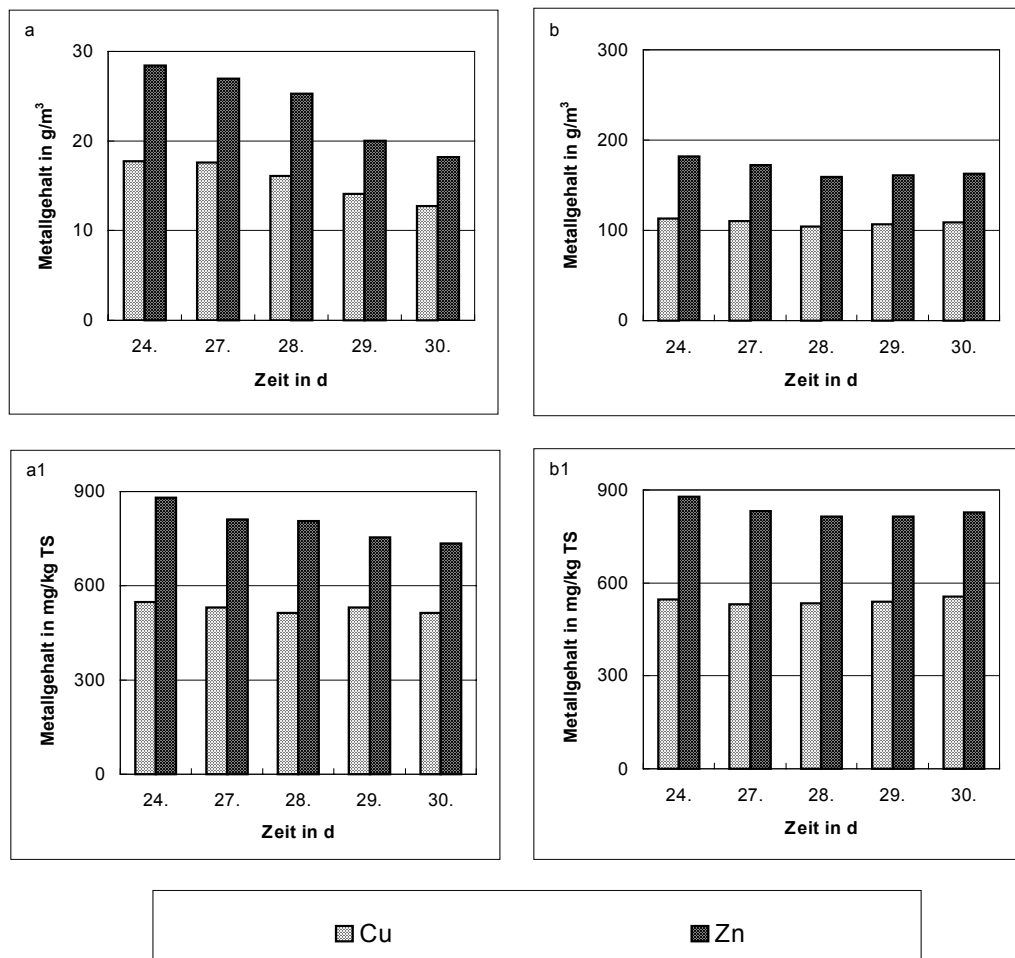 a
Metallgehalt in g/m³
30
20
10
0
24. 27. 28. 29. 30.
Zeit in d
b
Metallgehalt in g/m³
300
200
100
0
24. 27. 28. 29. 30.
Zeit in d
a1
Metallgehalt in mg/kg TS
900
600
300
0
24. 27. 28. 29. 30.
Zeit in d
b1
Metallgehalt in mg/kg TS
900
600
300
0
24. 27. 28. 29. 30.
Zeit in d
Cu Zn